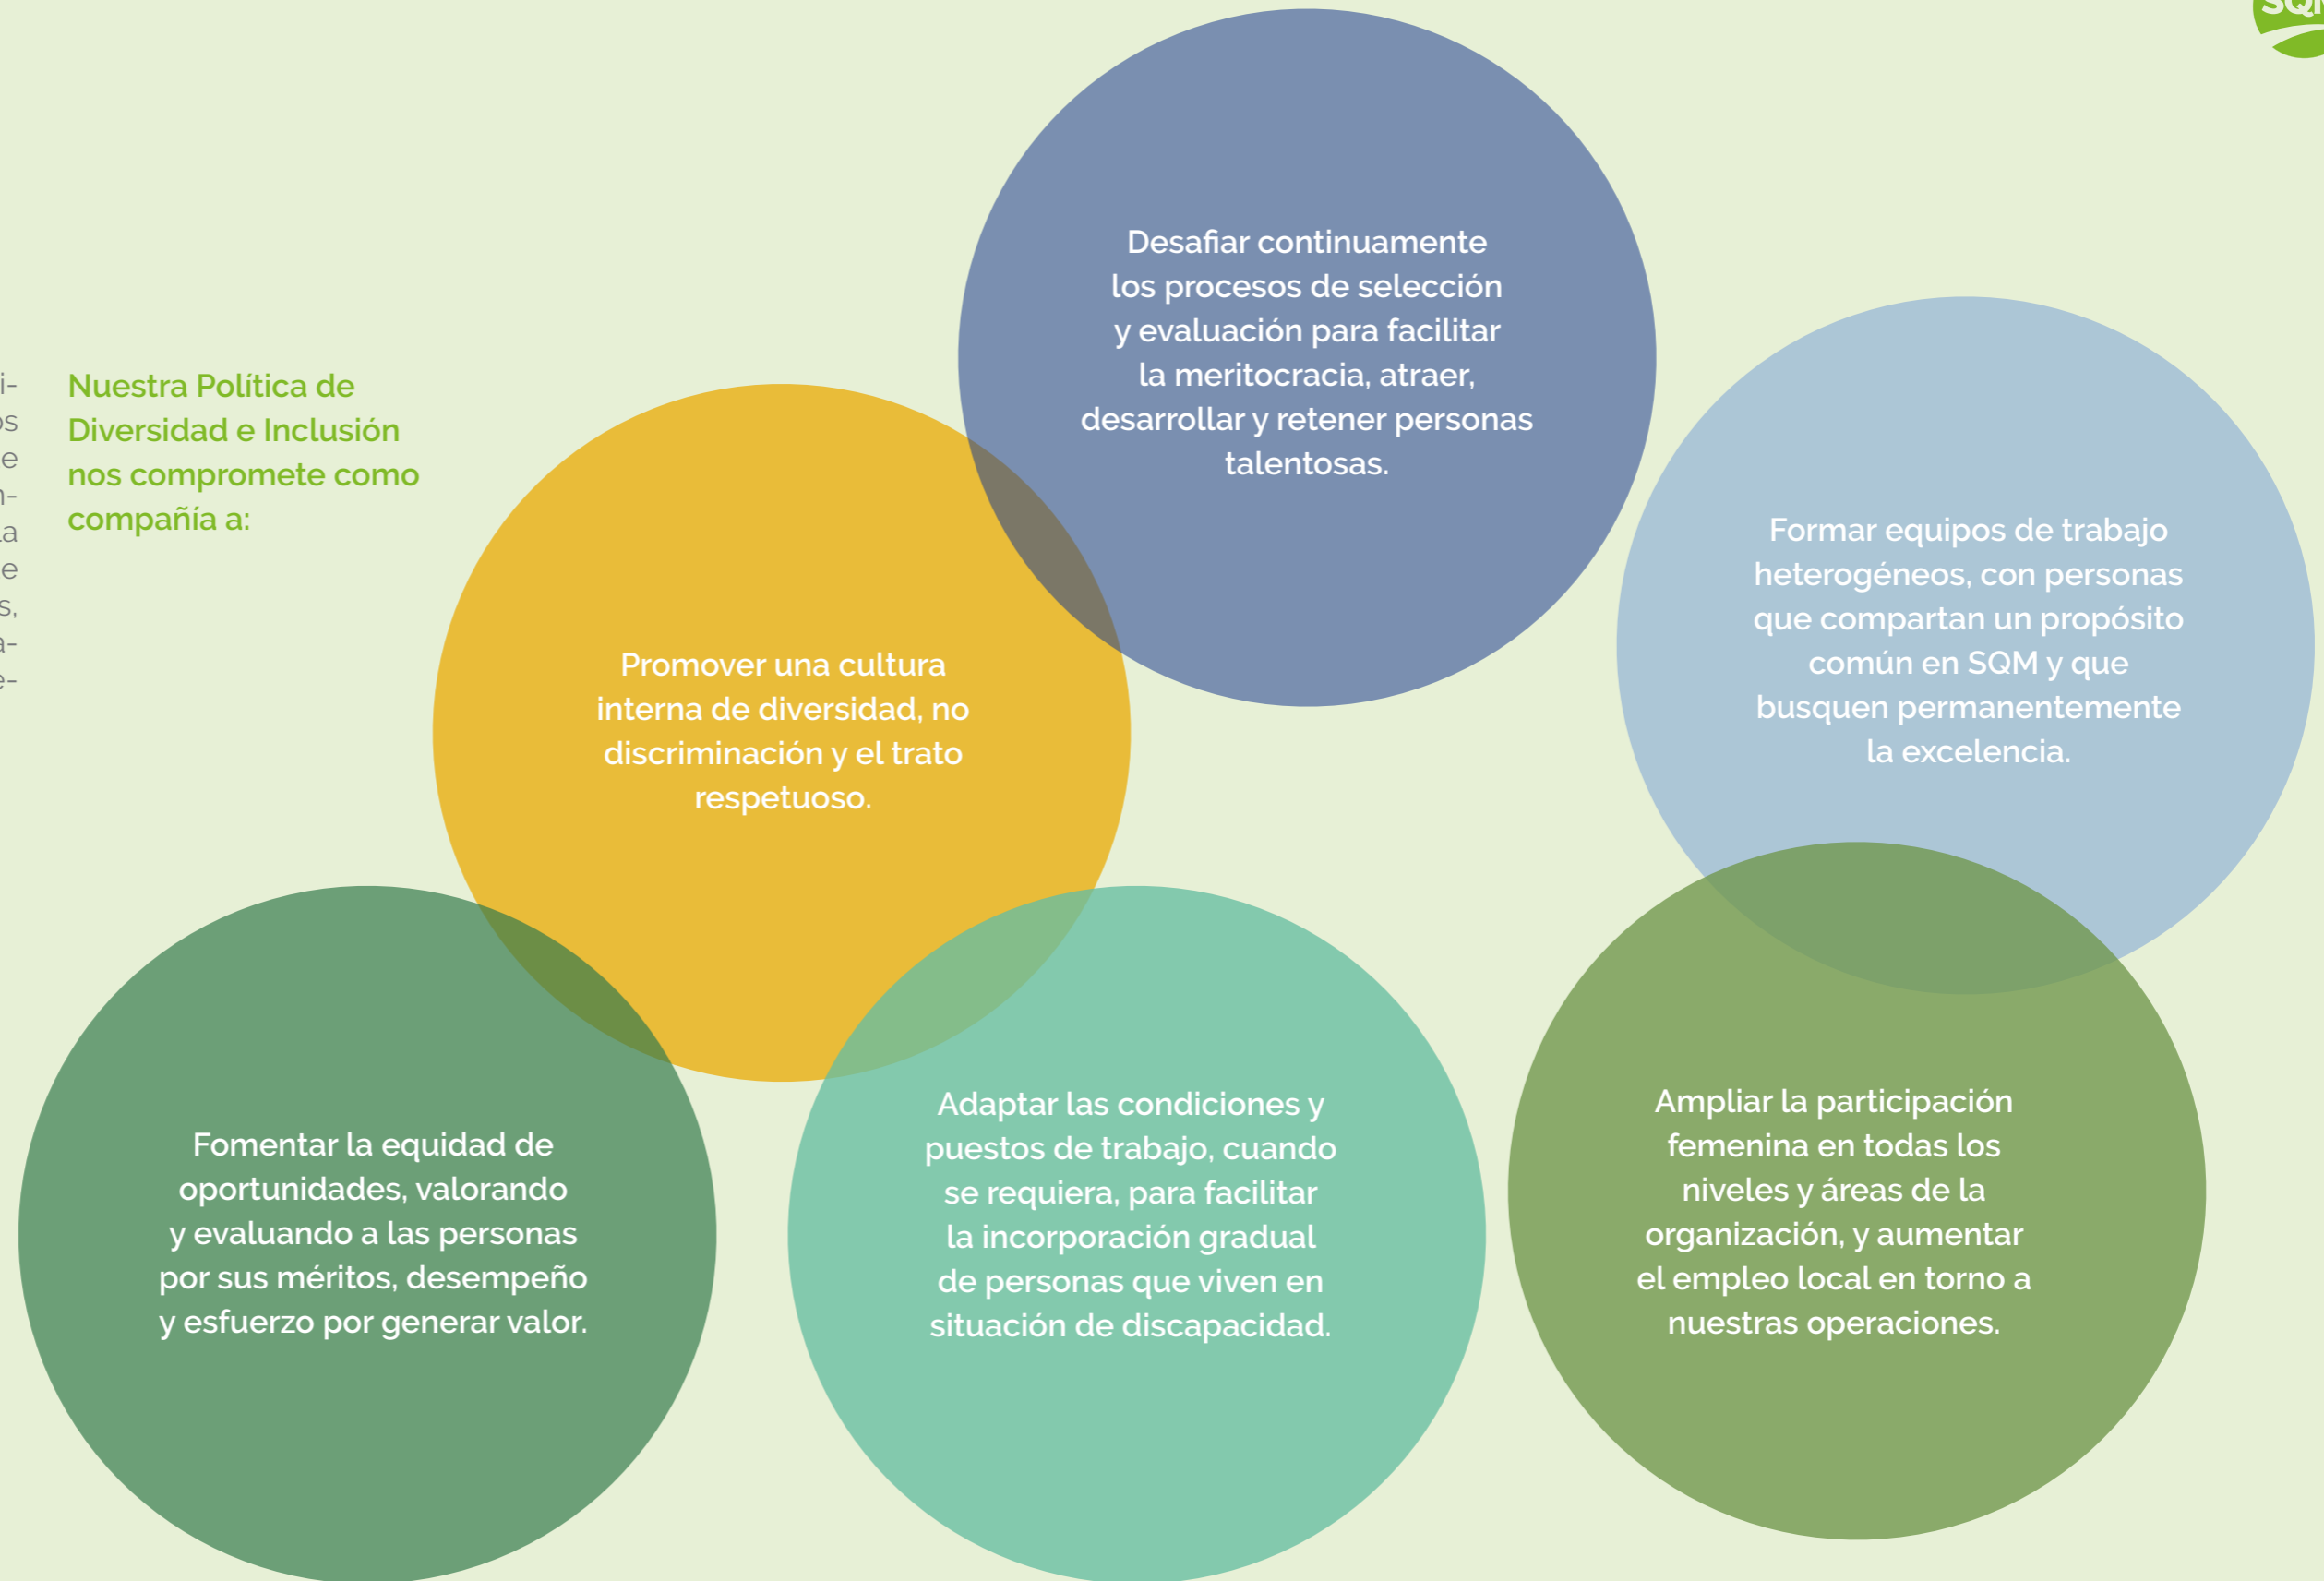 SQM
Nuestra Política de
Diversidad e Inclusión
nos compromete como
compañía a:
Desafiar continuamente
los procesos de selección
y evaluación para facilitar
la meritocracia, atraer,
desarrollar y retener personas
talentosas.
Formar equipos de trabajo
heterogéneos, con personas
que compartan un propósito
común en SQM y que
busquen permanentemente
la excelencia.
Promover una cultura
interna de diversidad, no
discriminación y el trato
respetuoso.
Fomentar la equidad de
oportunidades, valorando
y evaluando a las personas
por sus méritos, desempeño
y esfuerzo por generar valor.
Adaptar las condiciones y
puestos de trabajo, cuando
se requiera, para facilitar
la incorporación gradual
de personas que viven en
situación de discapacidad.
Ampliar la participación
femenina en todas los
niveles y áreas de la
organización, y aumentar
el empleo local en torno a
nuestras operaciones.